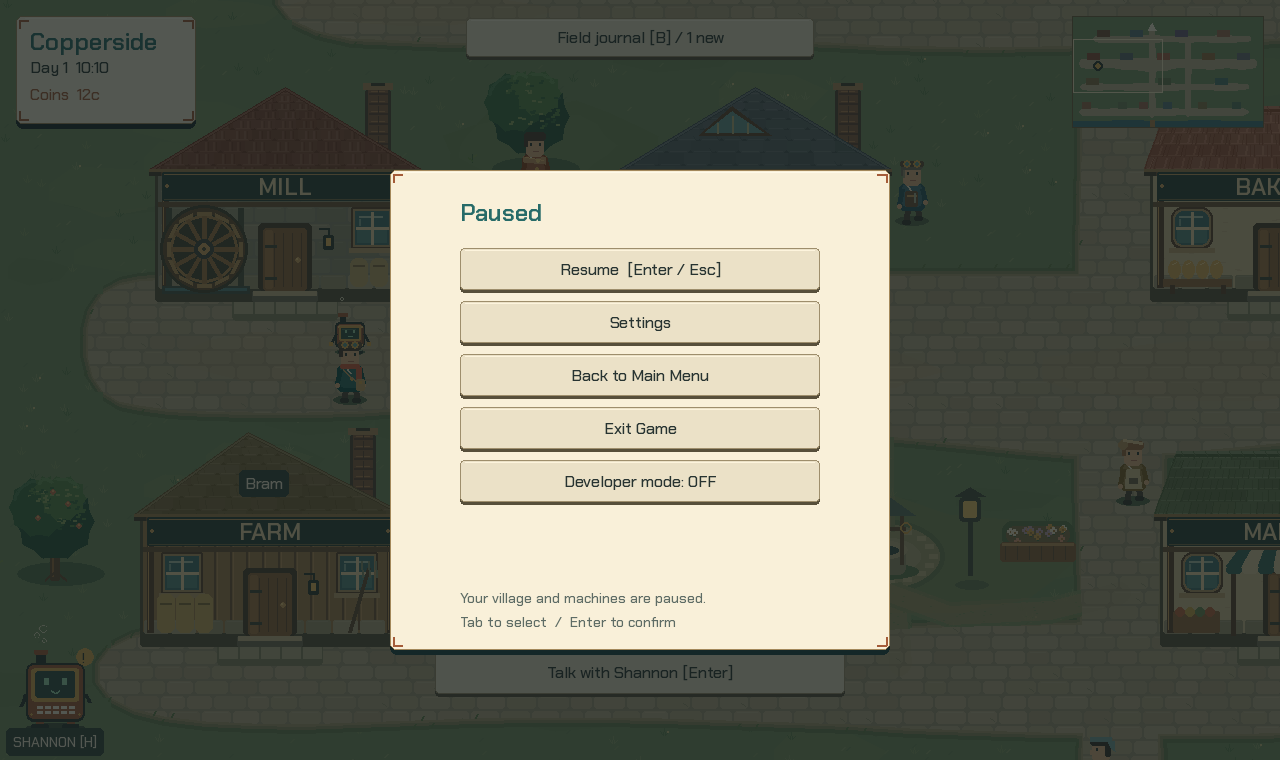 Copperside
Day 1 10:10
Coins 12c
Field journal [B] / 1 new
MILL
BAK
Paused
Resume [Enter / Esc]
Settings
Back to Main Menu
Exit Game
Developer mode: OFF
Bram
FARM
MA
Your village and machines are paused.
Tab to select / Enter to confirm
Talk with Shannon [Enter]
!
SHANNON [H]